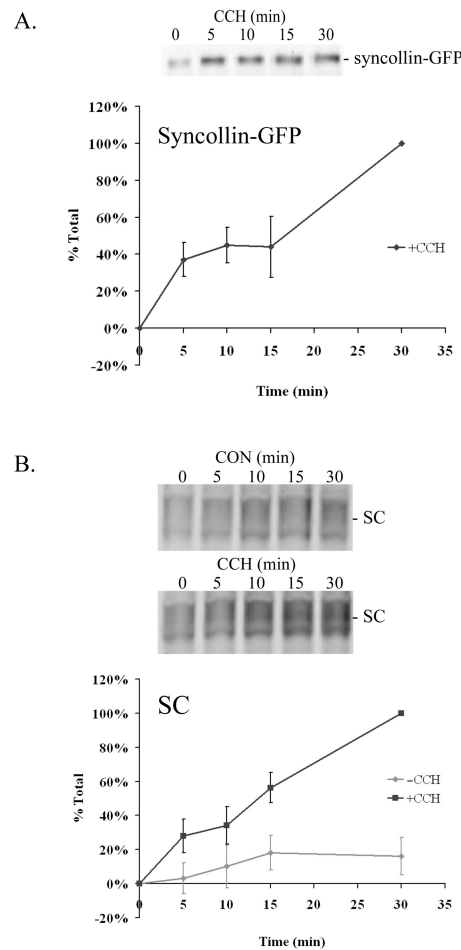 A.
CCH (min)
0 5 10 15 30
- syncollin-GFP
120%
Syncollin-GFP
100%
80%
60%
40%
20%
0%
-20%
% Total
+CCH
0 5 10 15 20 25 30 35
Time (min)
B.
CON (min)
0 5 10 15 30
- SC
CCH (min)
0 5 10 15 30
- SC
120%
SC
100%
80%
60%
40%
20%
0%
-20%
% Total
-CCH
+CCH
0 5 10 15 20 25 30 35
Time (min)